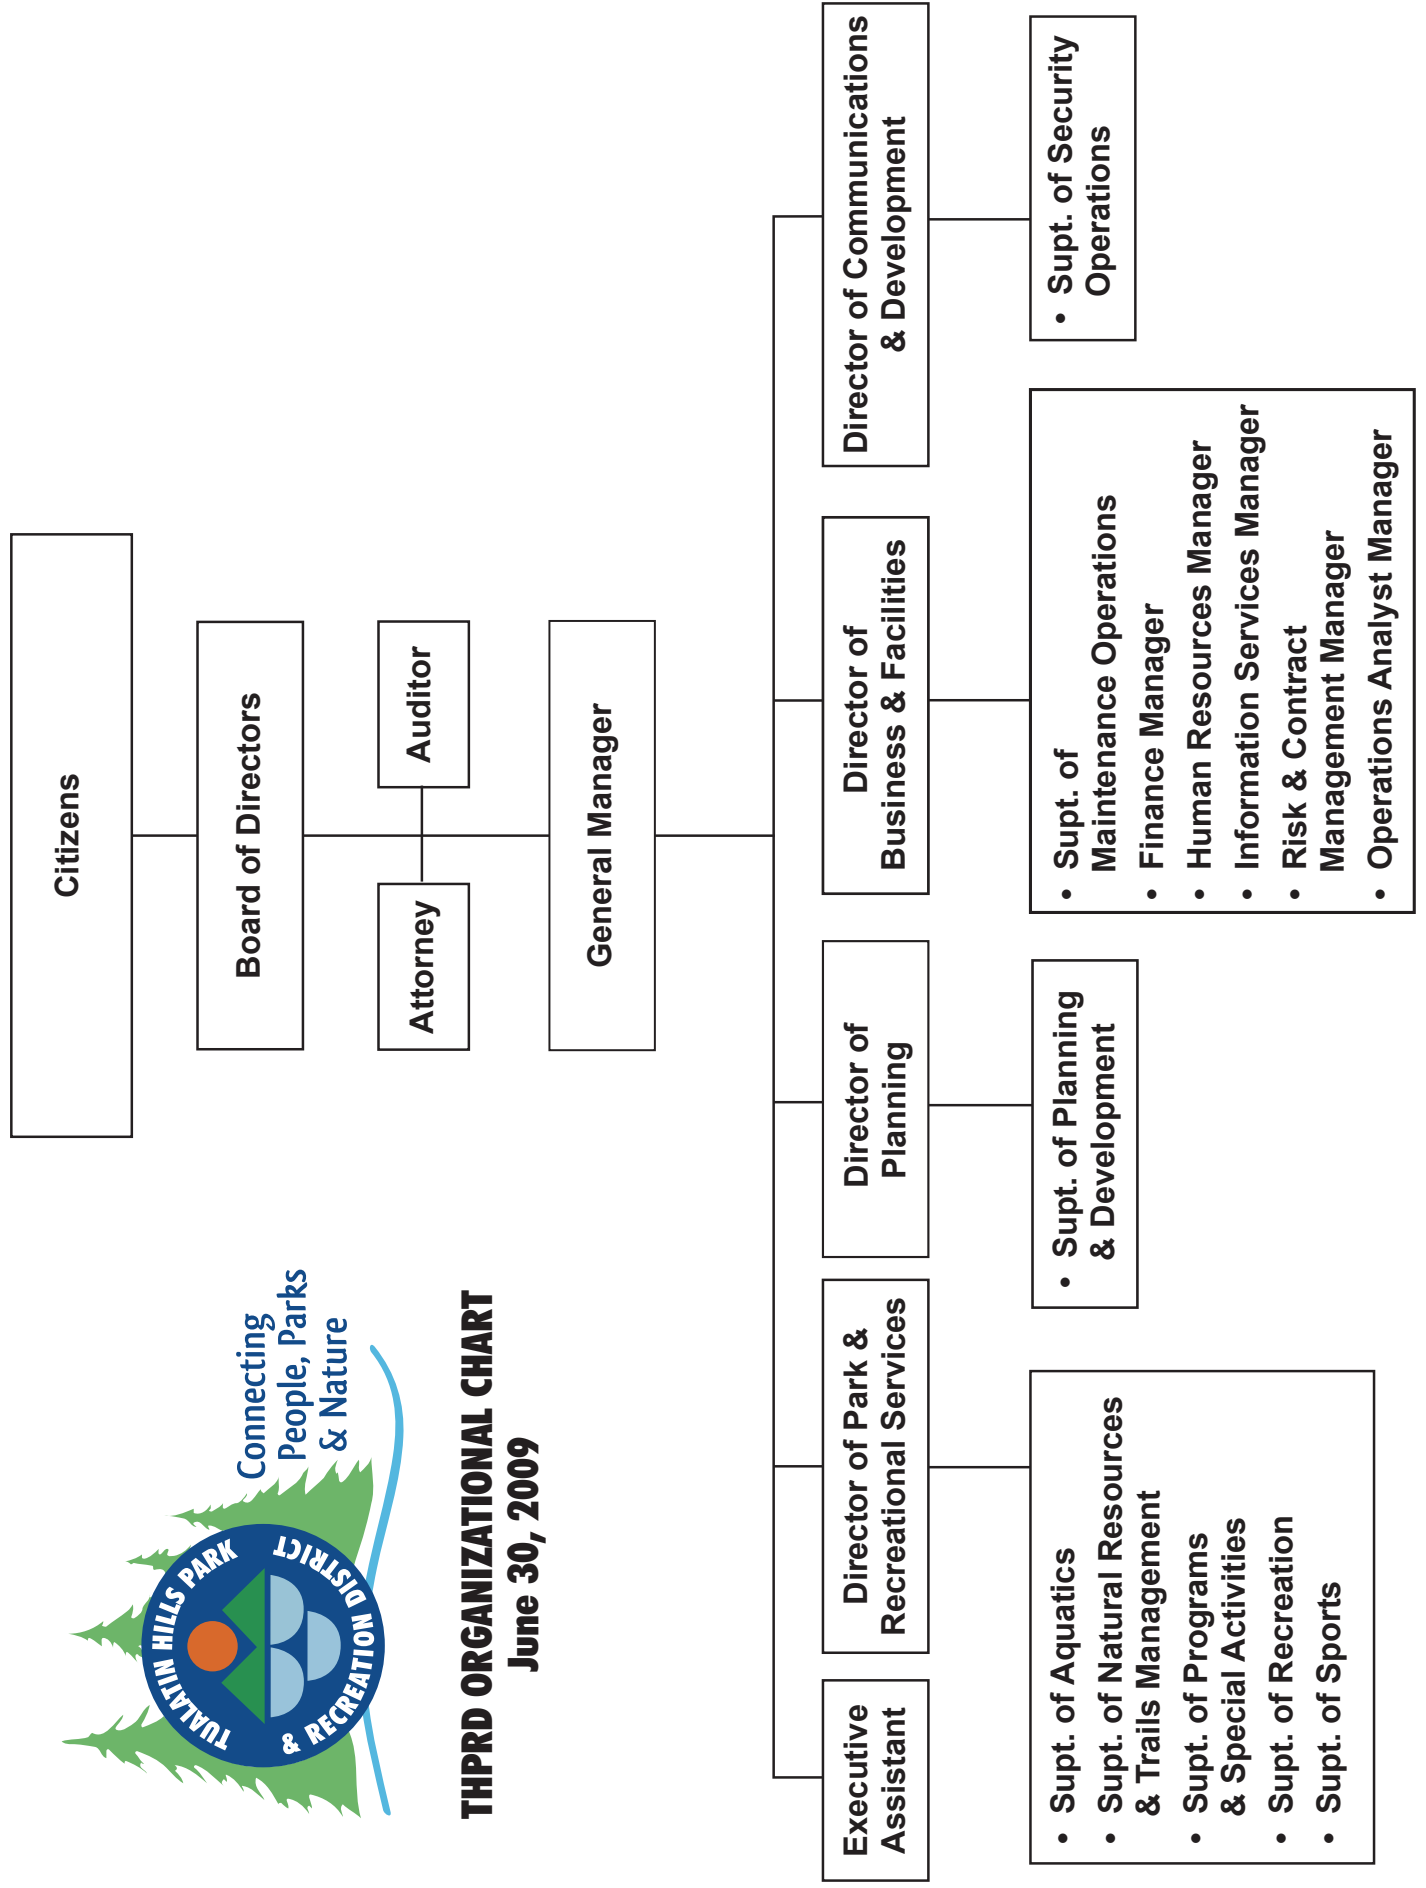 TUALATIN HILLS PARK
& RECREATION DISTRICT
Connecting
People, Parks
& Nature
THPRD ORGANIZATIONAL CHART
June 30, 2009
Citizens
Board of Directors
Attorney
Auditor
General Manager
Executive
Assistant
Director of Park &
Recreational Services
Director of
Planning
Director of
Business & Facilities
Director of Communications
& Development
• Supt. of Aquatics
• Supt. of Natural Resources
& Trails Management
• Supt. of Programs
& Special Activities
• Supt. of Recreation
• Supt. of Sports
• Supt. of Planning
& Development
• Supt. of
Maintenance Operations
• Finance Manager
• Human Resources Manager
• Information Services Manager
• Risk & Contract
Management Manager
• Operations Analyst Manager
• Supt. of Security
Operations